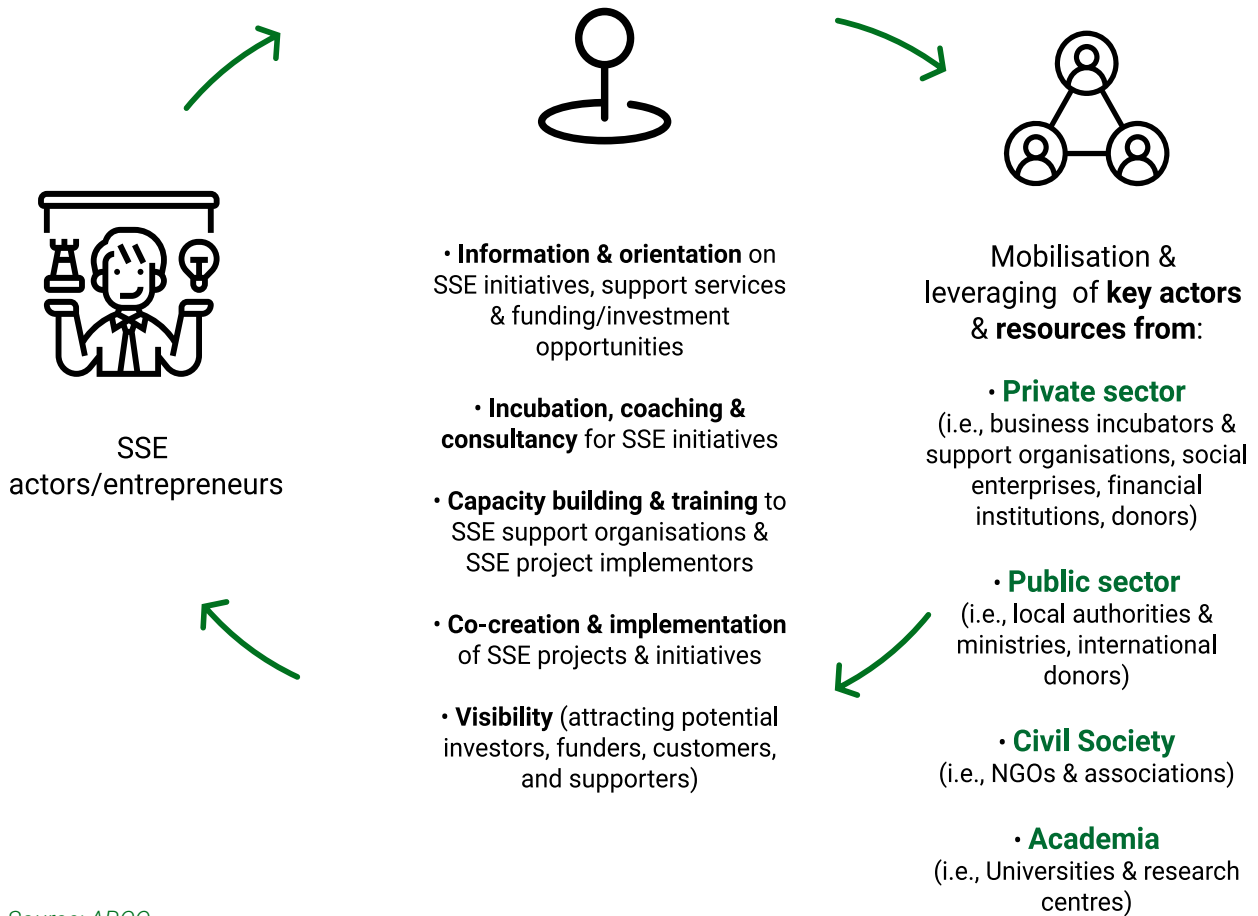 SSE
actors/entrepreneurs
• Information & orientation on
SSE initiatives, support services
& funding/investment
opportunities
• Incubation, coaching &
consultancy for SSE initiatives
• Capacity building & training to
SSE support organisations &
SSE project implementors
• Co-creation & implementation
of SSE projects & initiatives
• Visibility (attracting potential
investors, funders, customers,
and supporters)
Mobilisation &
leveraging of key actors
& resources from:
• Private sector
(i.e., business incubators &
support organisations, social
enterprises, financial
institutions, donors)
• Public sector
(i.e., local authorities &
ministries, international
donors)
• Civil Society
(i.e., NGOs & associations)
• Academia
(i.e., Universities & research
centres)